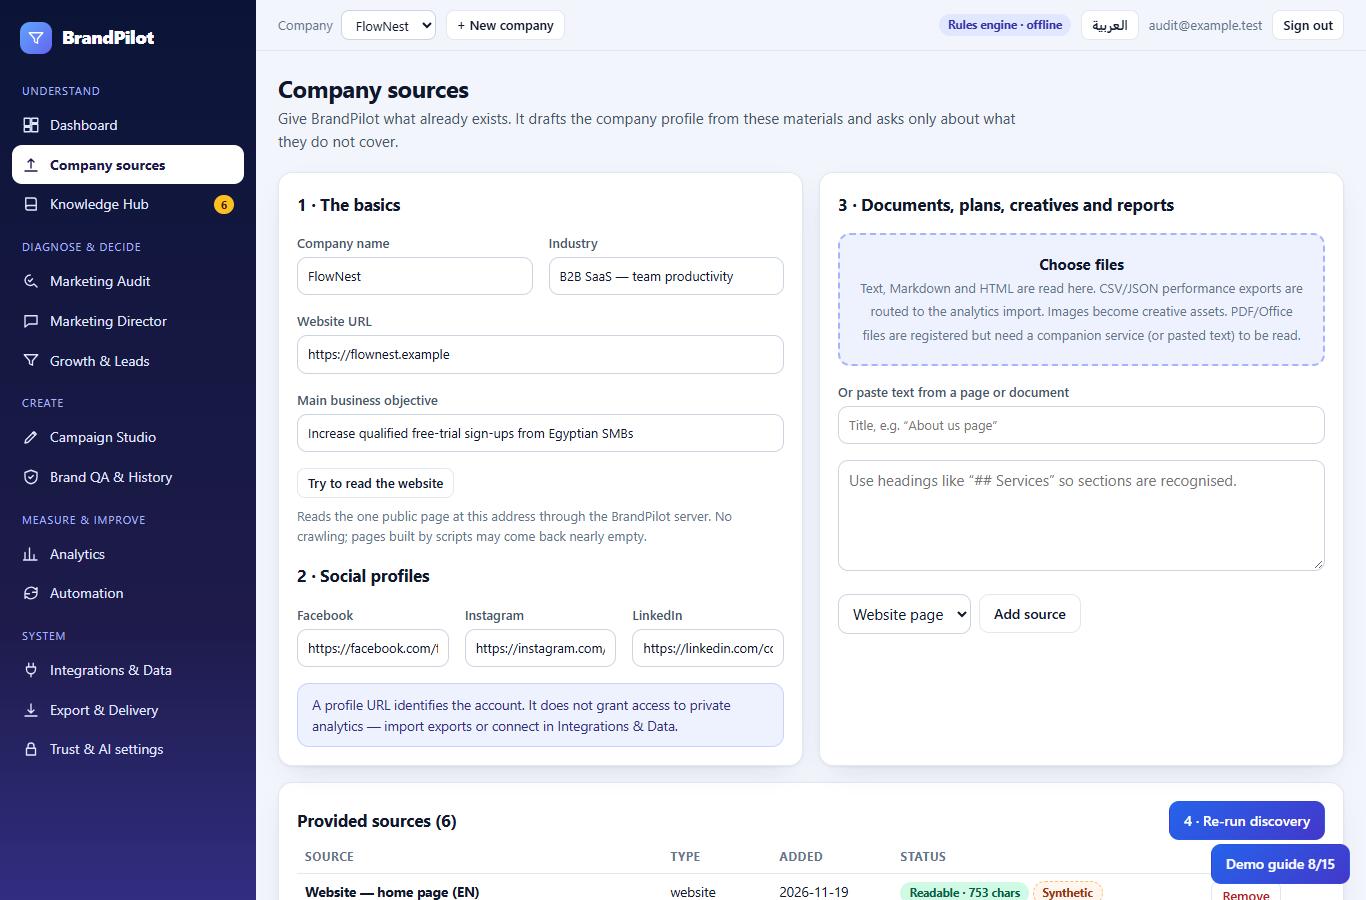 BrandPilot
UNDERSTAND
Dashboard
Company sources
Knowledge Hub 6
DIAGNOSE & DECIDE
Marketing Audit
Marketing Director
Growth & Leads
CREATE
Campaign Studio
Brand QA & History
MEASURE & IMPROVE
Analytics
Automation
SYSTEM
Integrations & Data
Export & Delivery
Trust & AI settings
Company FlowNest + New company Rules engine · offline العربية audit@example.test Sign out
Company sources
Give BrandPilot what already exists. It drafts the company profile from these materials and asks only about what
they do not cover.
1 · The basics
Company name Industry
FlowNest B2B SaaS — team productivity
Website URL
https://flownest.example
Main business objective
Increase qualified free-trial sign-ups from Egyptian SMBs
Try to read the website
Reads the one public page at this address through the BrandPilot server. No
crawling; pages built by scripts may come back nearly empty.
2 · Social profiles
Facebook Instagram LinkedIn
https://facebook.com/f https://instagram.com/ https://linkedin.com/co
A profile URL identifies the account. It does not grant access to private
analytics — import exports or connect in Integrations & Data.
3 · Documents, plans, creatives and reports
Choose files
Text, Markdown and HTML are read here. CSV/JSON performance exports are
routed to the analytics import. Images become creative assets. PDF/Office
files are registered but need a companion service (or pasted text) to be read.
Or paste text from a page or document
Title, e.g. “About us page”
Use headings like “## Services” so sections are recognised.
Website page Add source
Provided sources (6) 4 · Re-run discovery
SOURCE TYPE ADDED STATUS
Demo guide 8/15
Website — home page (EN) website 2026-11-19 Readable · 753 chars Synthetic Remove